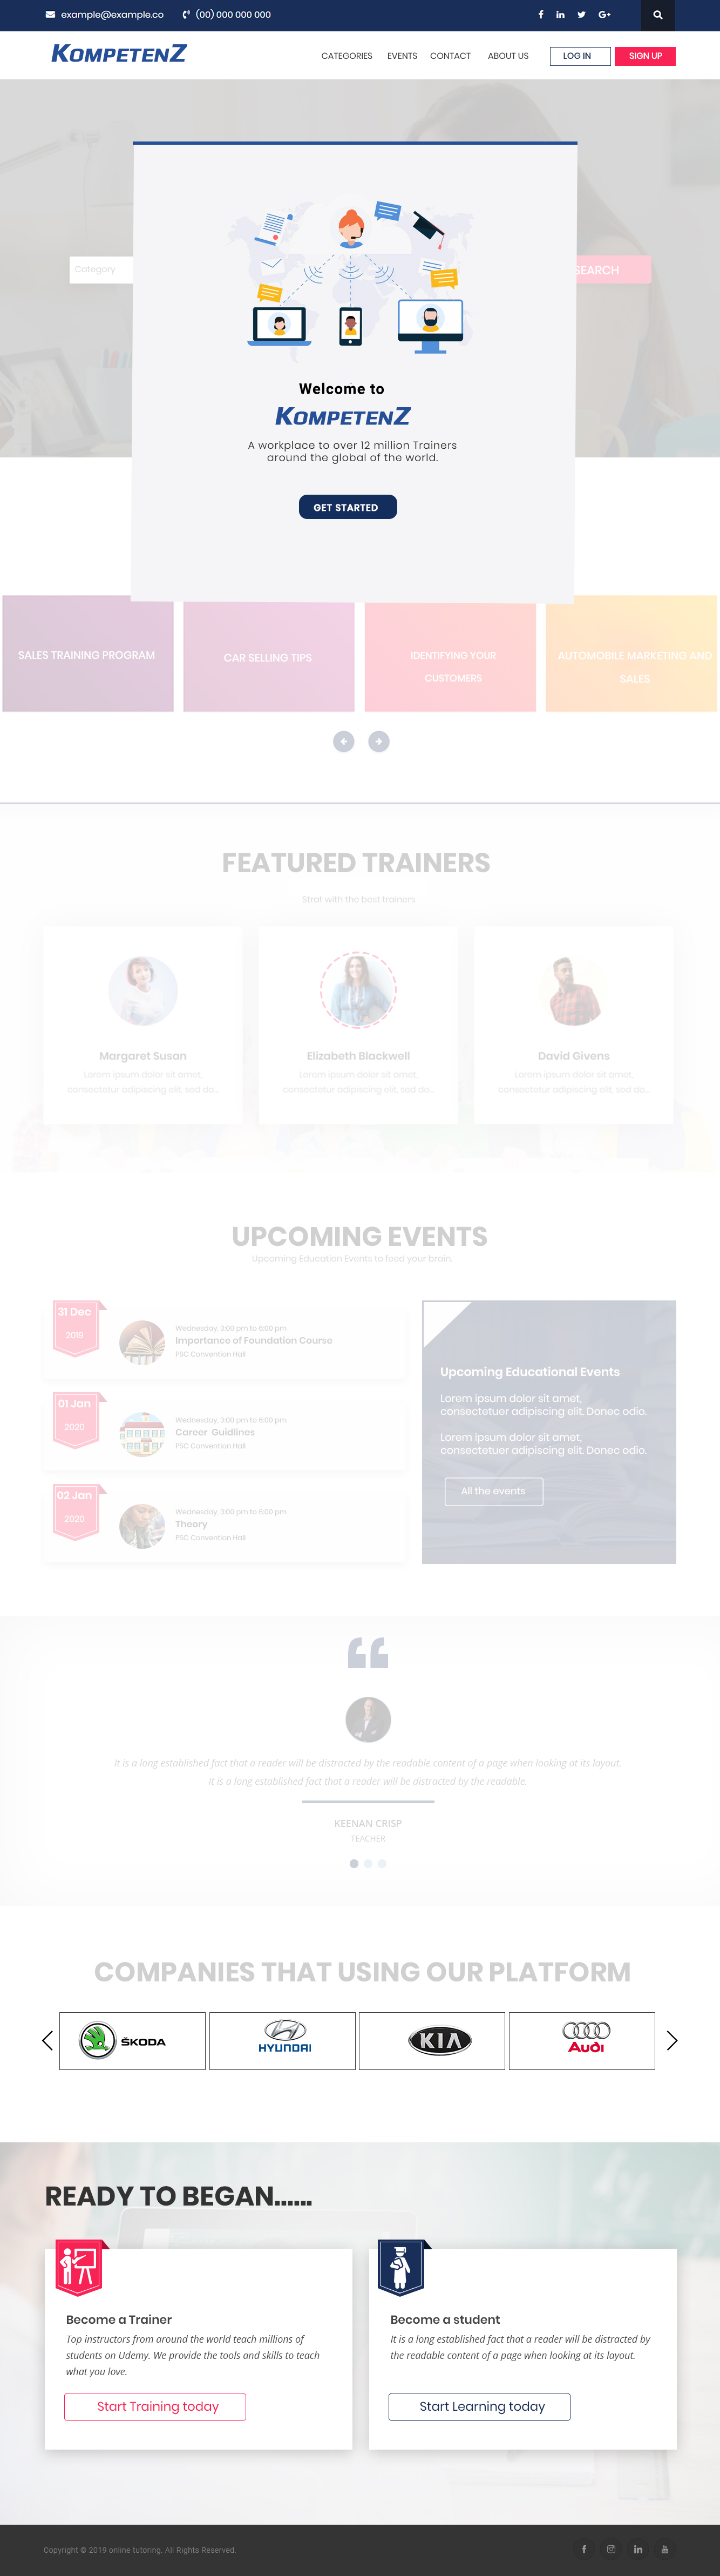 example@example.co (00) 000 000 000
KOMPETENZ
CATEGORIES EVENTS CONTACT ABOUT US LOG IN SIGN UP
Category
SEARCH
Welcome to
KOMPETENZ
A workplace to over 12 million Trainers
around the global of the world.
GET STARTED
SALES TRAINING PROGRAM
CAR SELLING TIPS
IDENTIFYING YOUR
CUSTOMERS
AUTOMOBILE MARKETING AND
SALES
FEATURED TRAINERS
Strat with the best trainers
Margaret Susan
Lorem ipsum dolor sit amet,
consectetur adipiscing elit, sed do...
Elizabeth Blackwell
Lorem ipsum dolor sit amet,
consectetur adipiscing elit, sed do...
David Givens
Lorem ipsum dolor sit amet,
consectetur adipiscing elit, sed do...
UPCOMING EVENTS
Upcoming Education Events to feed your brain.
31 Dec
2019
Wednesday, 3:00 pm to 6:00 pm
Importance of Foundation Course
PSC Convention Hall
01 Jan
2020
Wednesday, 3:00 pm to 6:00 pm
Career Guidlines
PSC Convention Hall
02 Jan
2020
Wednesday, 3:00 pm to 6:00 pm
Theory
PSC Convention Hall
Upcoming Educational Events
Lorem ipsum dolor sit amet,
consectetuer adipiscing elit. Donec odio.
Lorem ipsum dolor sit amet,
consectetuer adipiscing elit. Donec odio.
All the events
It is a long established fact that a reader will be distracted by the readable content of a page when looking at its layout.
It is a long established fact that a reader will be distracted by the readable.
KEENAN CRISP
TEACHER
COMPANIES THAT USING OUR PLATFORM
ŠKODA
HYUNDAI
KIA
Audi
READY TO BEGAN......
Become a Trainer
Top instructors from around the world teach millions of
students on Udemy. We provide the tools and skills to teach
what you love.
Start Training today
Become a student
It is a long established fact that a reader will be distracted by
the readable content of a page when looking at its layout.
Start Learning today
Copyright © 2019 online tutoring. All Rights Reserved.